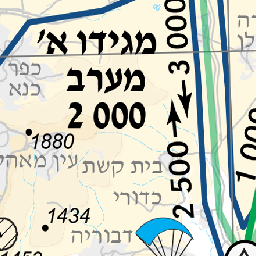 מגידו א'
מערב
2 000
3 000
2 500
1 00
כפר
כנא
1880
עין מאהל
בית קשת
כדורי
1434
דבוריה